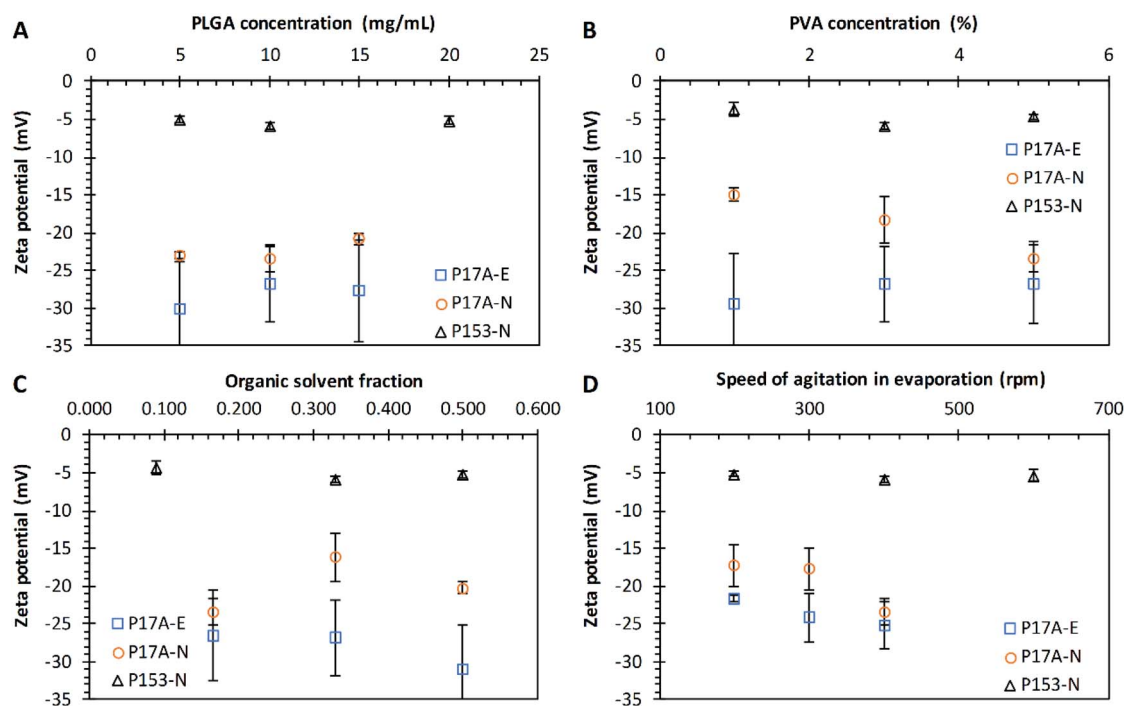 A
PLGA concentration (mg/mL)
0 5 10 15 20 25
Zeta potential (mV)
0
-5
-10
-15
-20
-25
-30
-35
P17A-E
P17A-N
P153-N
B
PVA concentration (%)
0 2 4 6
Zeta potential (mV)
0
-5
-10
-15
-20
-25
-30
-35
P17A-E
P17A-N
P153-N
C
Organic solvent fraction
0.000 0.100 0.200 0.300 0.400 0.500 0.600
Zeta potential (mV)
0
-5
-10
-15
-20
-25
-30
-35
P17A-E
P17A-N
P153-N
D
Speed of agitation in evaporation (rpm)
100 300 500 700
Zeta potential (mV)
0
-5
-10
-15
-20
-25
-30
-35
P17A-E
P17A-N
P153-N